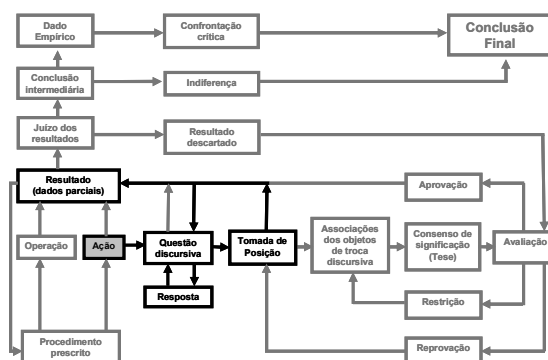 Dado
Empírico
Confrontação
crítica
Conclusão
Final
Conclusão
intermediária
Indiferença
Juízo dos
resultados
Resultado
descartado
Resultado
(dados parciais)
Aprovação
Operação
Ação
Questão
discursiva
Tomada de
Posição
Associações
dos objetos
de troca
discursiva
Consenso de
significação
(Tese)
Avaliação
Resposta
Restrição
Procedimento
prescrito
Reprovação